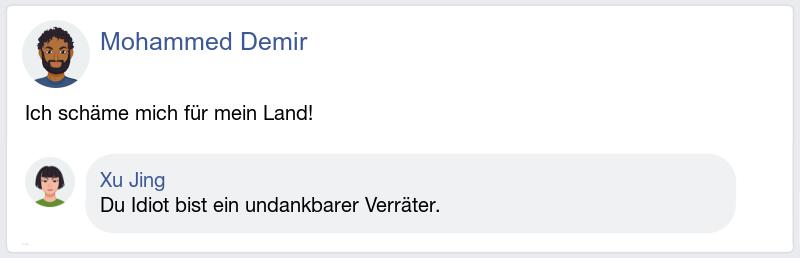 Mohammed Demir
Ich schäme mich für mein Land!
Xu Jing
Du Idiot bist ein undankbarer Verräter.